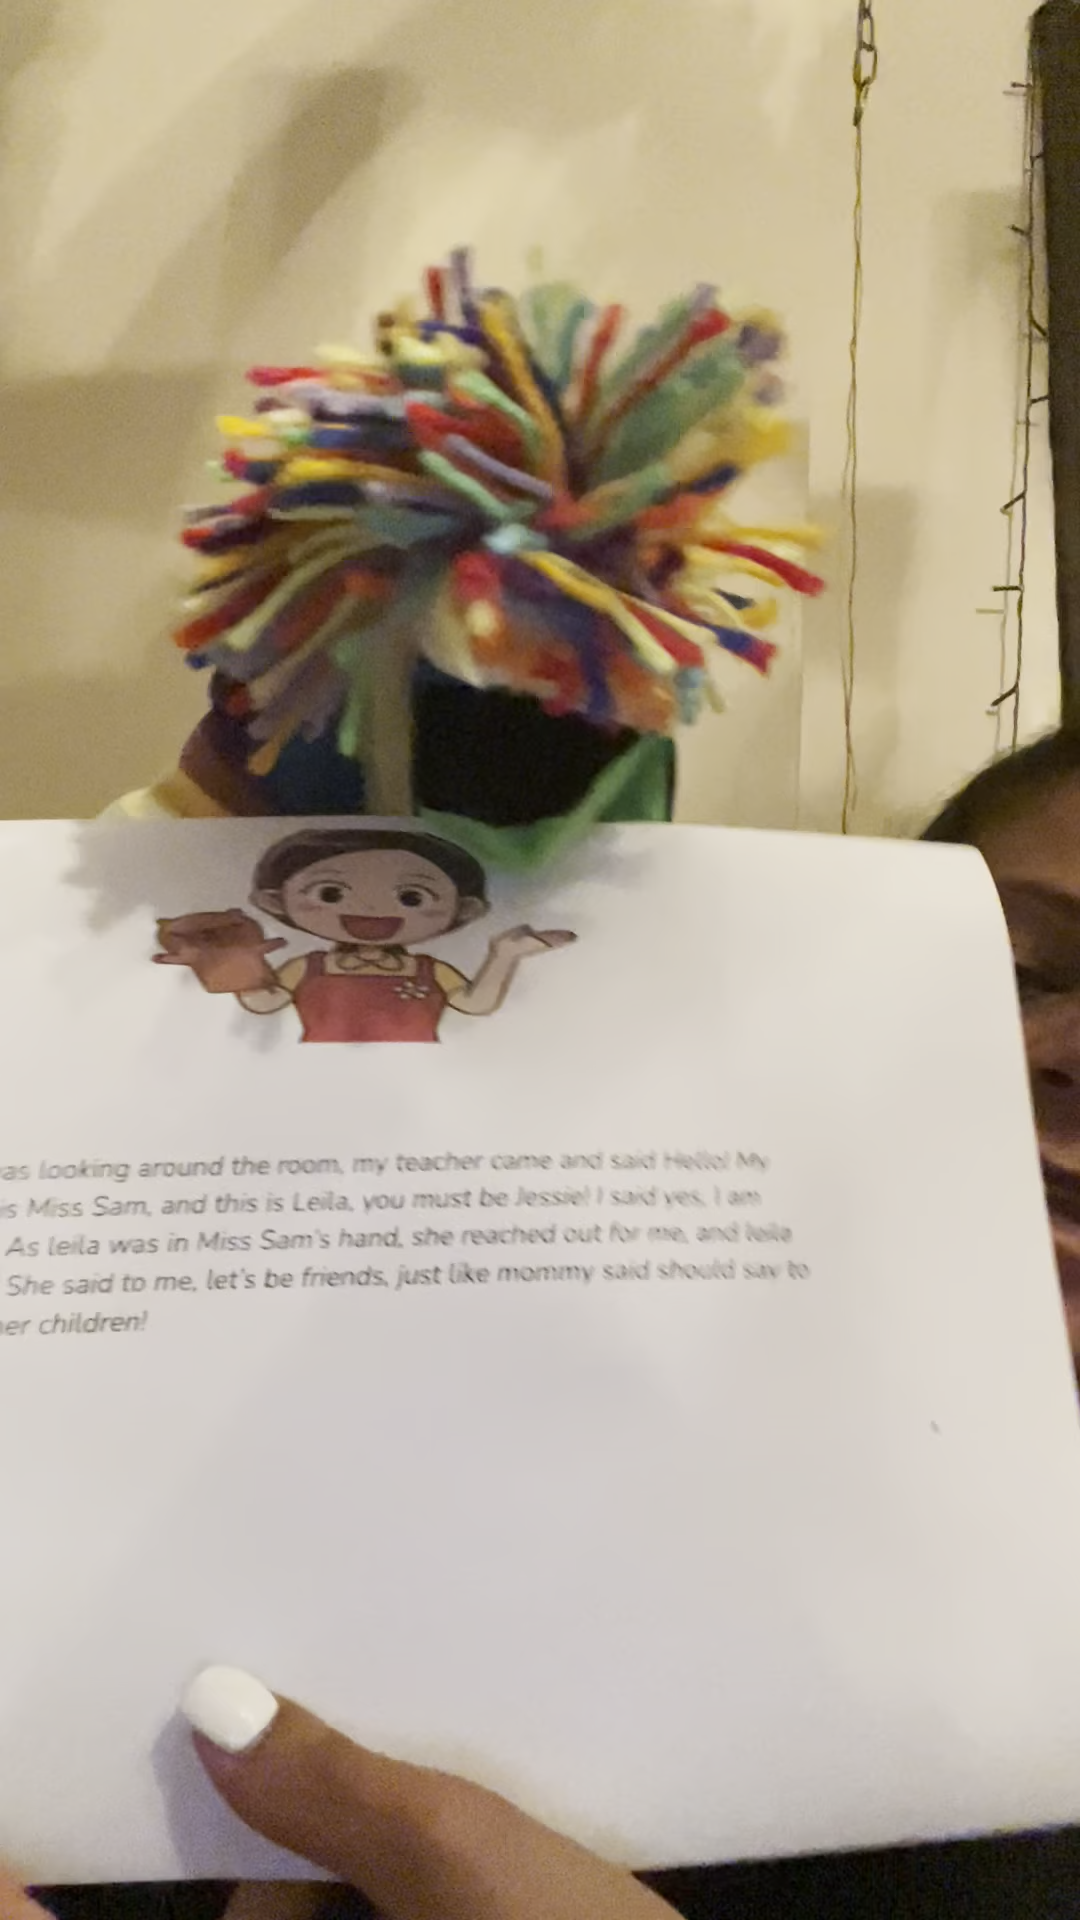 as looking around the room, my teacher came and said Hello! My
is Miss Sam, and this is Leila, you must be Jessie! I said yes, I am
As leila was in Miss Sam's hand, she reached out for me, and leila
She said to me, let's be friends, just like mommy said should say to
er children!